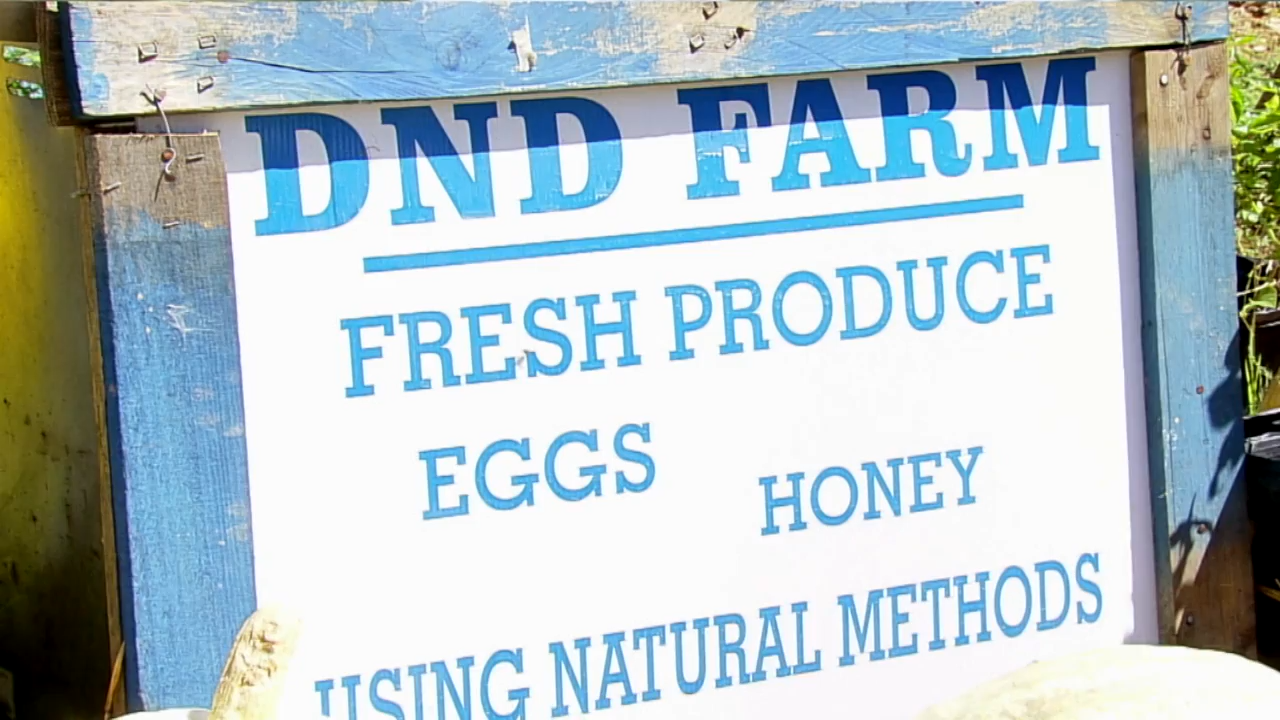 DND FARM
FRESH PRODUCE
EGGS
HONEY
USING NATURAL METHODS